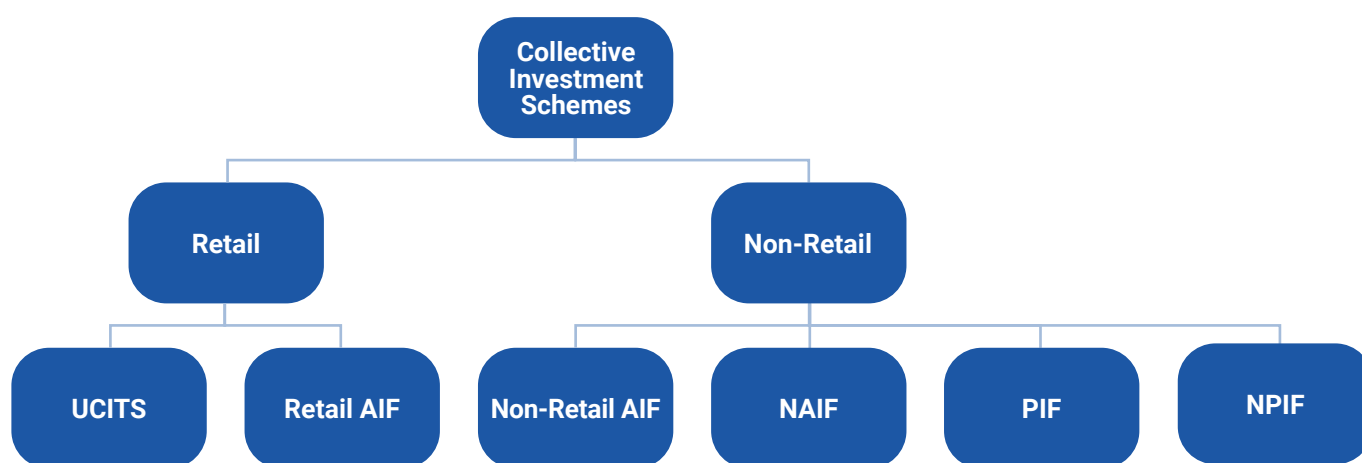 Collective
Investment
Schemes
Retail
Non-Retail
UCITS
Retail AIF
Non-Retail AIF
NAIF
PIF
NPIF